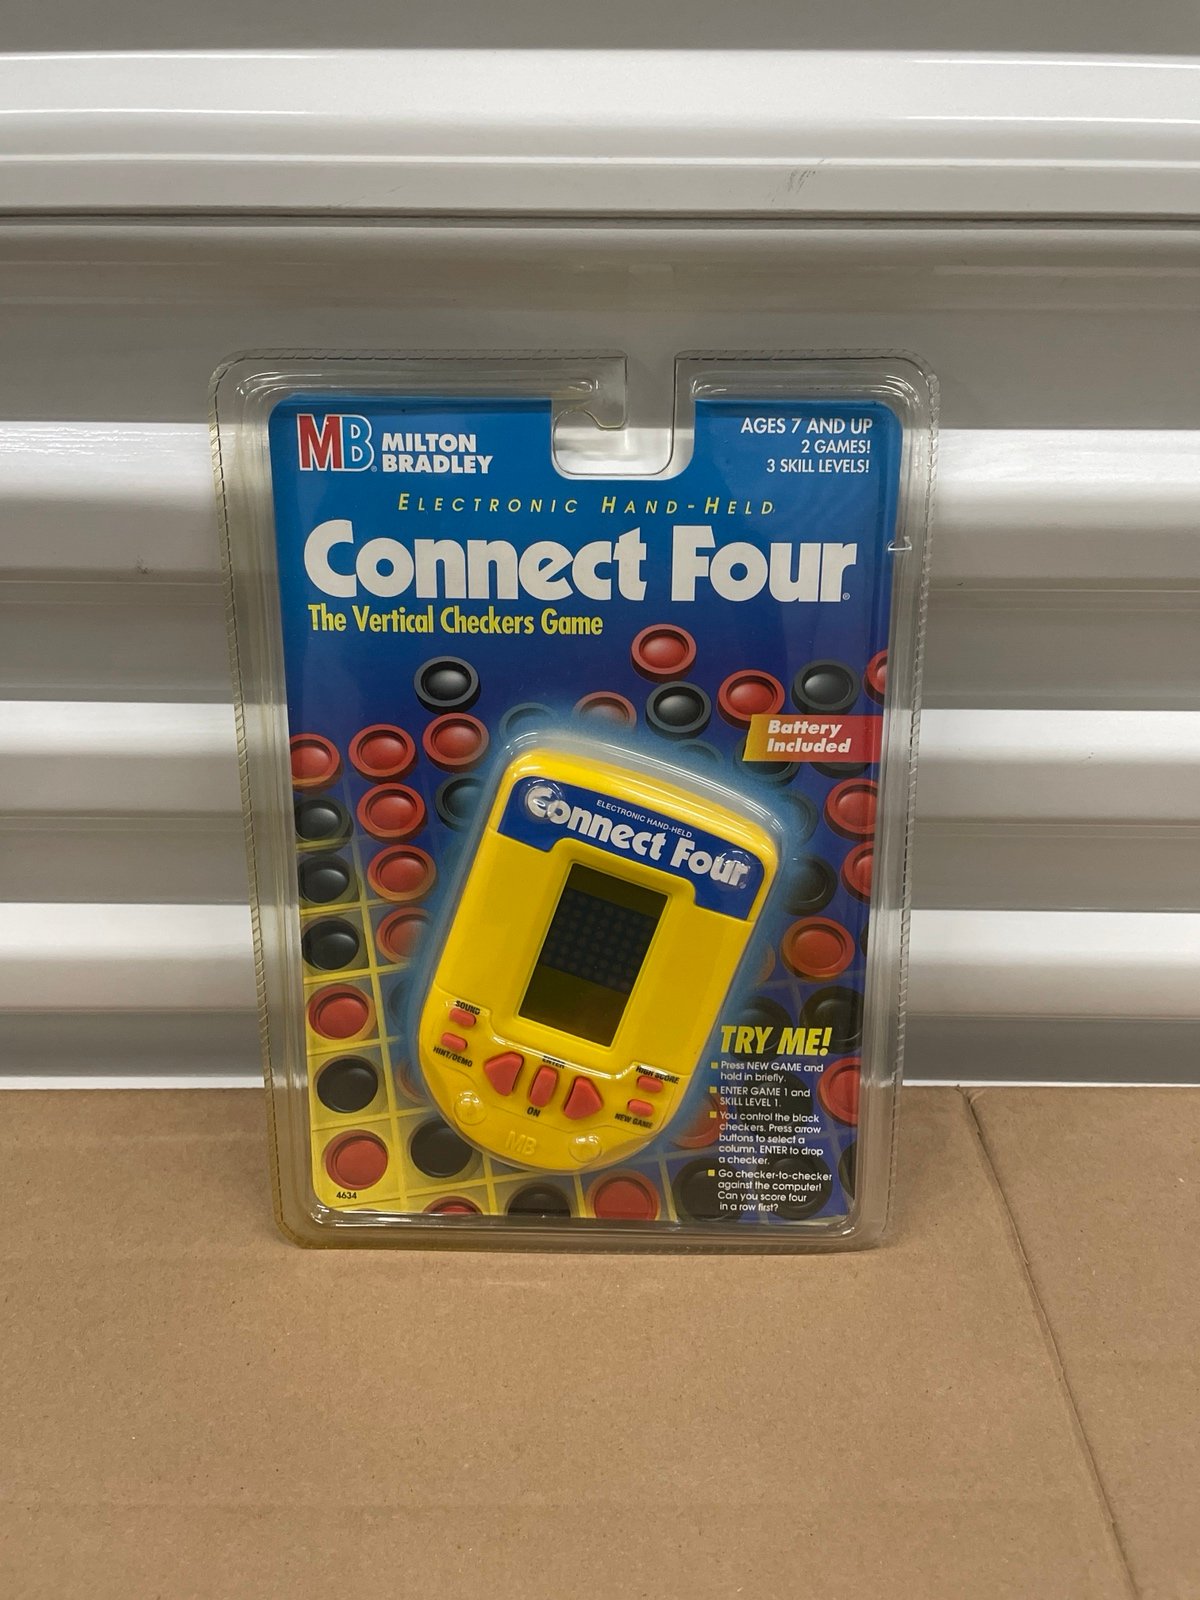 MB MILTON
BRADLEY
AGES 7 AND UP
2 GAMES!
3 SKILL LEVELS!
ELECTRONIC HAND-HELD
Connect Four®
The Vertical Checkers Game
Battery
Included
ELECTRONIC HAND-HELD
Connect Four
SOUND
HINT/DEMO
ENTER
ON
HIGH SCORE
NEW GAME
MB
TRY ME!
Press NEW GAME and
hold in briefly.
ENTER GAME 1 and
SKILL LEVEL 1.
You control the black
checkers. Press arrow
buttons to select a
column. ENTER to drop
a checker.
Go checker-to-checker
against the computer!
Can you score four
in a row first?
4634